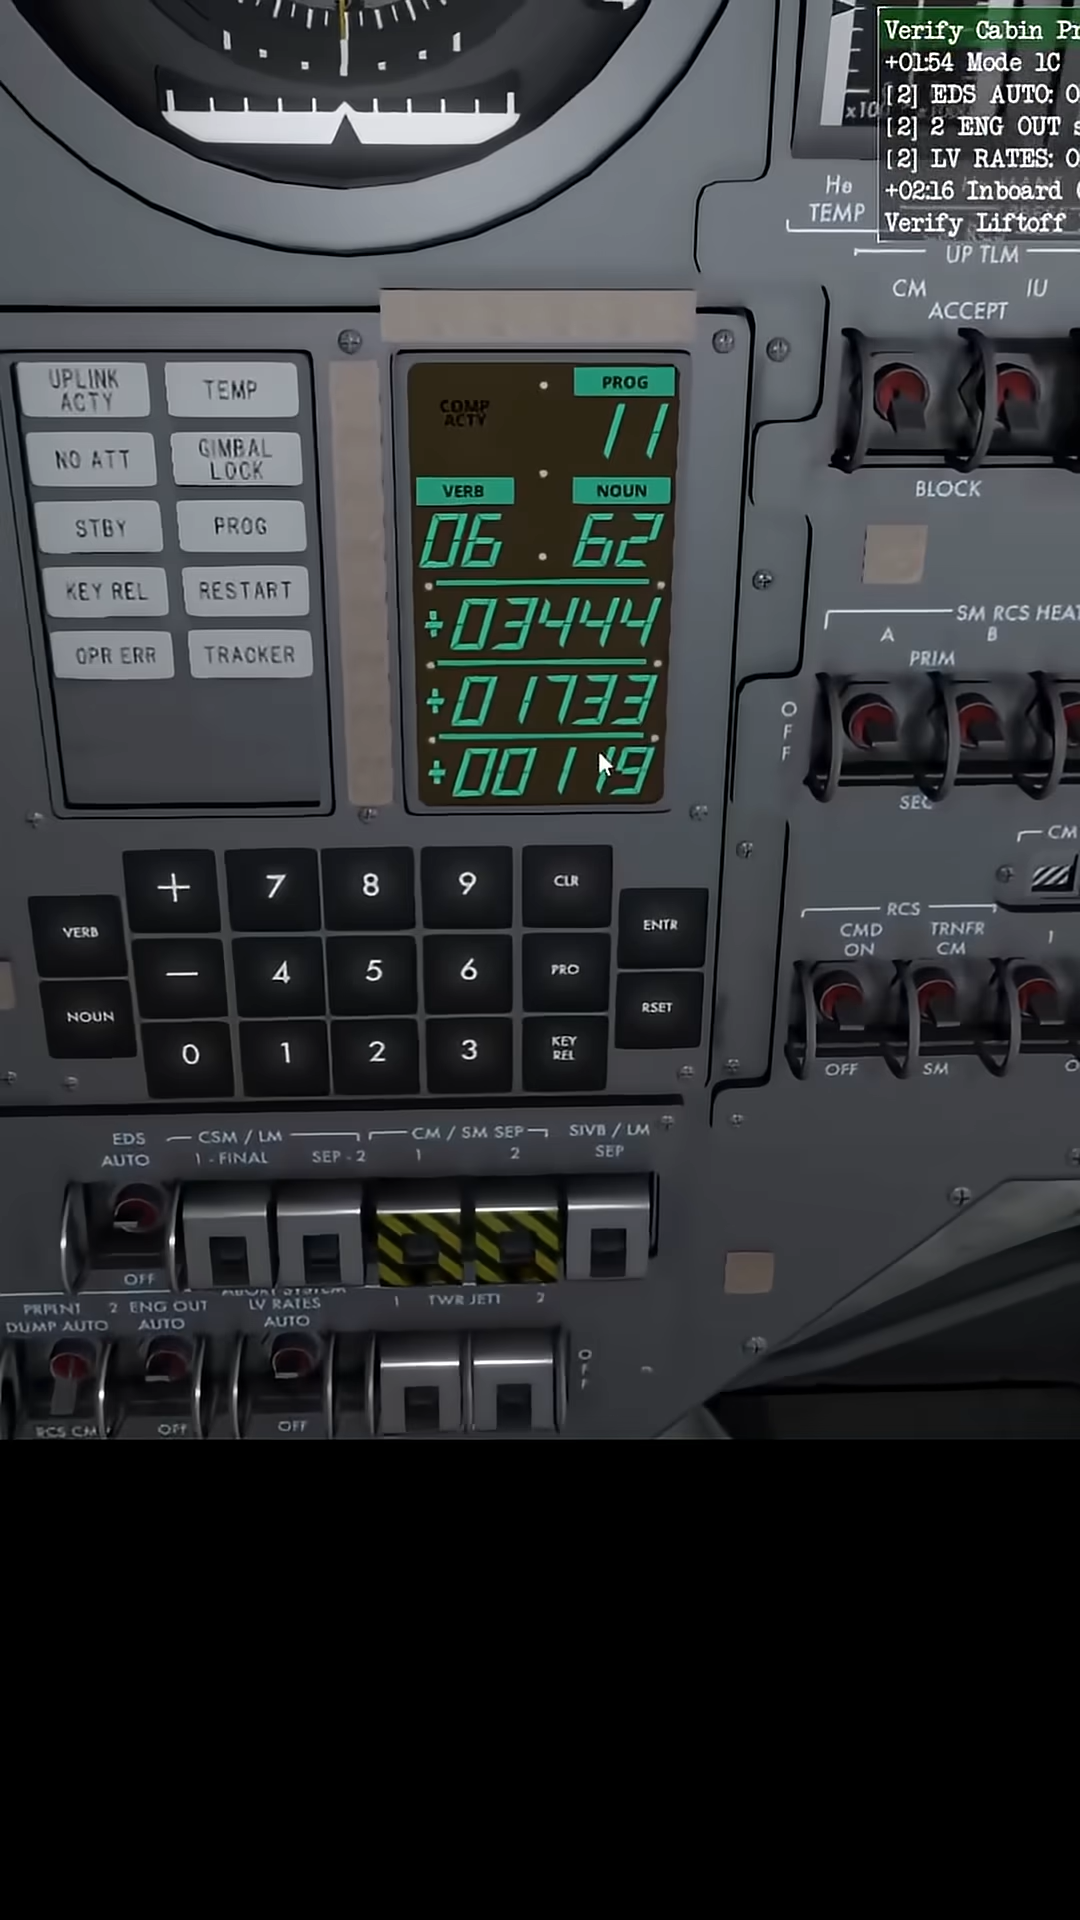 Verify Cabin Pr
+01:54 Mode 1C
[2] EDS AUTO: O
[2] 2 ENG OUT s
[2] LV RATES: O
+02:16 Inboard
Verify Liftoff
x10
He
TEMP
UP TLM
CM IU
ACCEPT
BLOCK
UPLINK
ACTY
TEMP
NO ATT
GIMBAL
LOCK
STBY
PROG
KEY REL
RESTART
OPR ERR
TRACKER
COMP
ACTY
PROG
11
VERB NOUN
06 62
+03444
+01733
+00119
SM RCS HEAT
A B
PRIM
OFF
SEC
CM
RCS
CMD
ON
TRNFR
CM
1
OFF SM
+ 7 8 9 CLR
VERB
ENTR
— 4 5 6 PRO
NOUN
RSET
0 1 2 3 KEY
REL
EDS
AUTO
CSM / LM
1 - FINAL SEP - 2
CM / SM SEP
1 2
SIVB / LM
SEP
OFF
PRPLNT
DUMP AUTO
2 ENG OUT
AUTO
ABORT SYSTEM
LV RATES
AUTO
1 TWR JETT 2
OFF
RCS CMD
OFF
OFF